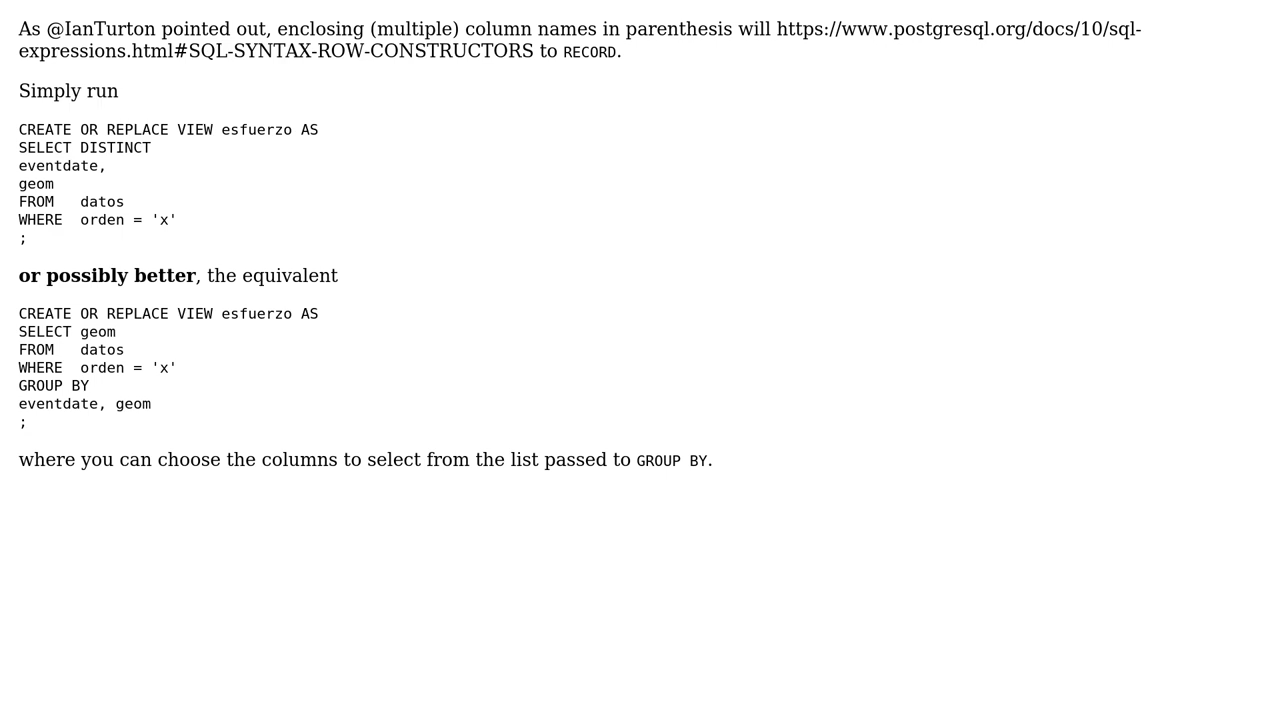 As @IanTurton pointed out, enclosing (multiple) column names in parenthesis will https://www.postgresql.org/docs/10/sql-
expressions.html#SQL-SYNTAX-ROW-CONSTRUCTORS to RECORD.
Simply run
CREATE OR REPLACE VIEW esfuerzo AS
SELECT DISTINCT
eventdate,
geom
FROM   datos
WHERE  orden = 'x'
;
or possibly better, the equivalent
CREATE OR REPLACE VIEW esfuerzo AS
SELECT geom
FROM   datos
WHERE  orden = 'x'
GROUP BY
eventdate, geom
;
where you can choose the columns to select from the list passed to GROUP BY.